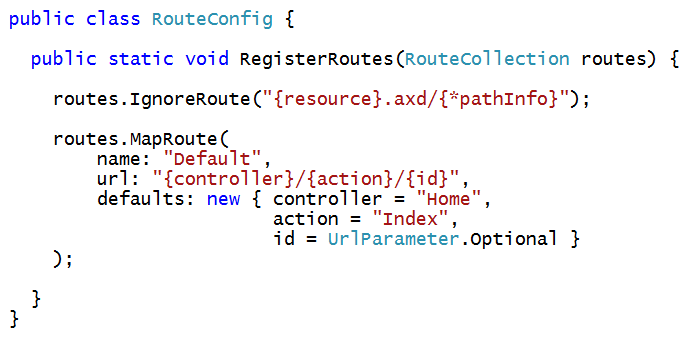 public class RouteConfig {
public static void RegisterRoutes(RouteCollection routes) {
routes.IgnoreRoute("{resource}.axd/{*pathInfo}");
routes.MapRoute(
name: "Default",
url: "{controller}/{action}/{id}",
defaults: new { controller = "Home",
action = "Index",
id = UrlParameter.Optional }
);
}
}